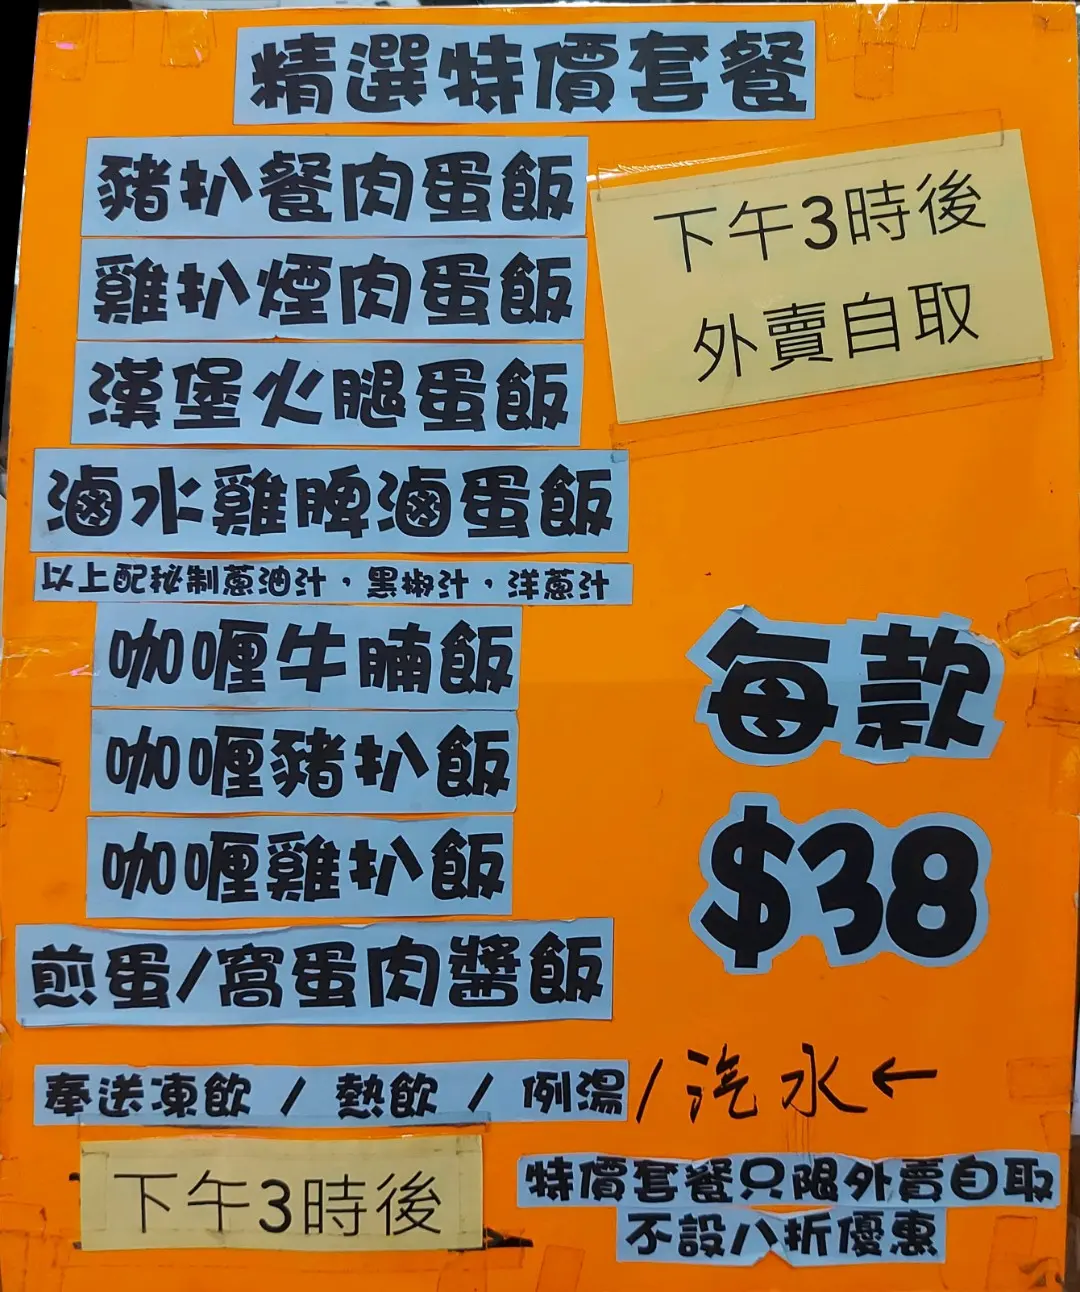 精選特價套餐
豬扒餐肉蛋飯
雞扒煙肉蛋飯
漢堡火腿蛋飯
滷水雞脾滷蛋飯
以上配秘制蔥油汁，黑椒汁，洋蔥汁
咖喱牛腩飯
咖喱豬扒飯
咖喱雞扒飯
煎蛋/窩蛋肉醬飯
奉送凍飲 / 熱飲 / 例湯 / 汽水←
下午3時後
下午3時後
外賣自取
每款
$38
特價套餐只限外賣自取
不設八折優惠